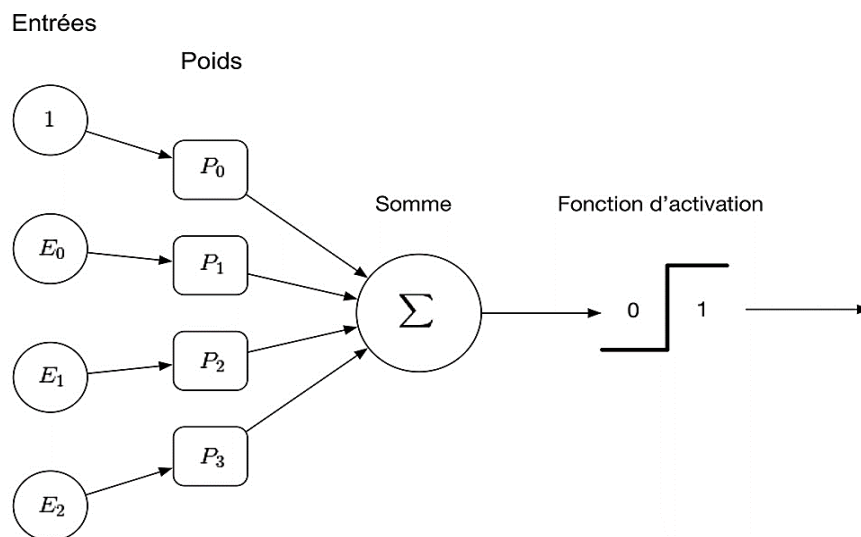 Entrées
Poids
1
P₀
Somme
Fonction d'activation
E₀
P₁
∑
0
1
E₁
P₂
E₂
P₃